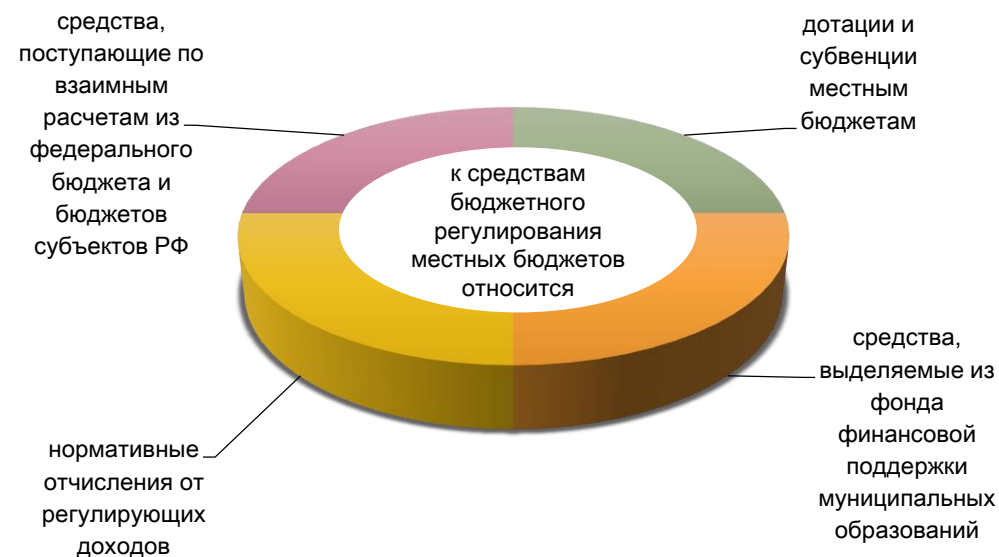 средства,
поступающие по
взаимным
расчетам из
федерального
бюджета и
бюджетов
субъектов РФ
дотации и
субвенции
местным
бюджетам
к средствам
бюджетного
регулирования
местных бюджетов
относится
средства,
выделяемые из
фонда
финансовой
поддержки
муниципальных
образований
нормативные
отчисления от
регулирующих
доходов